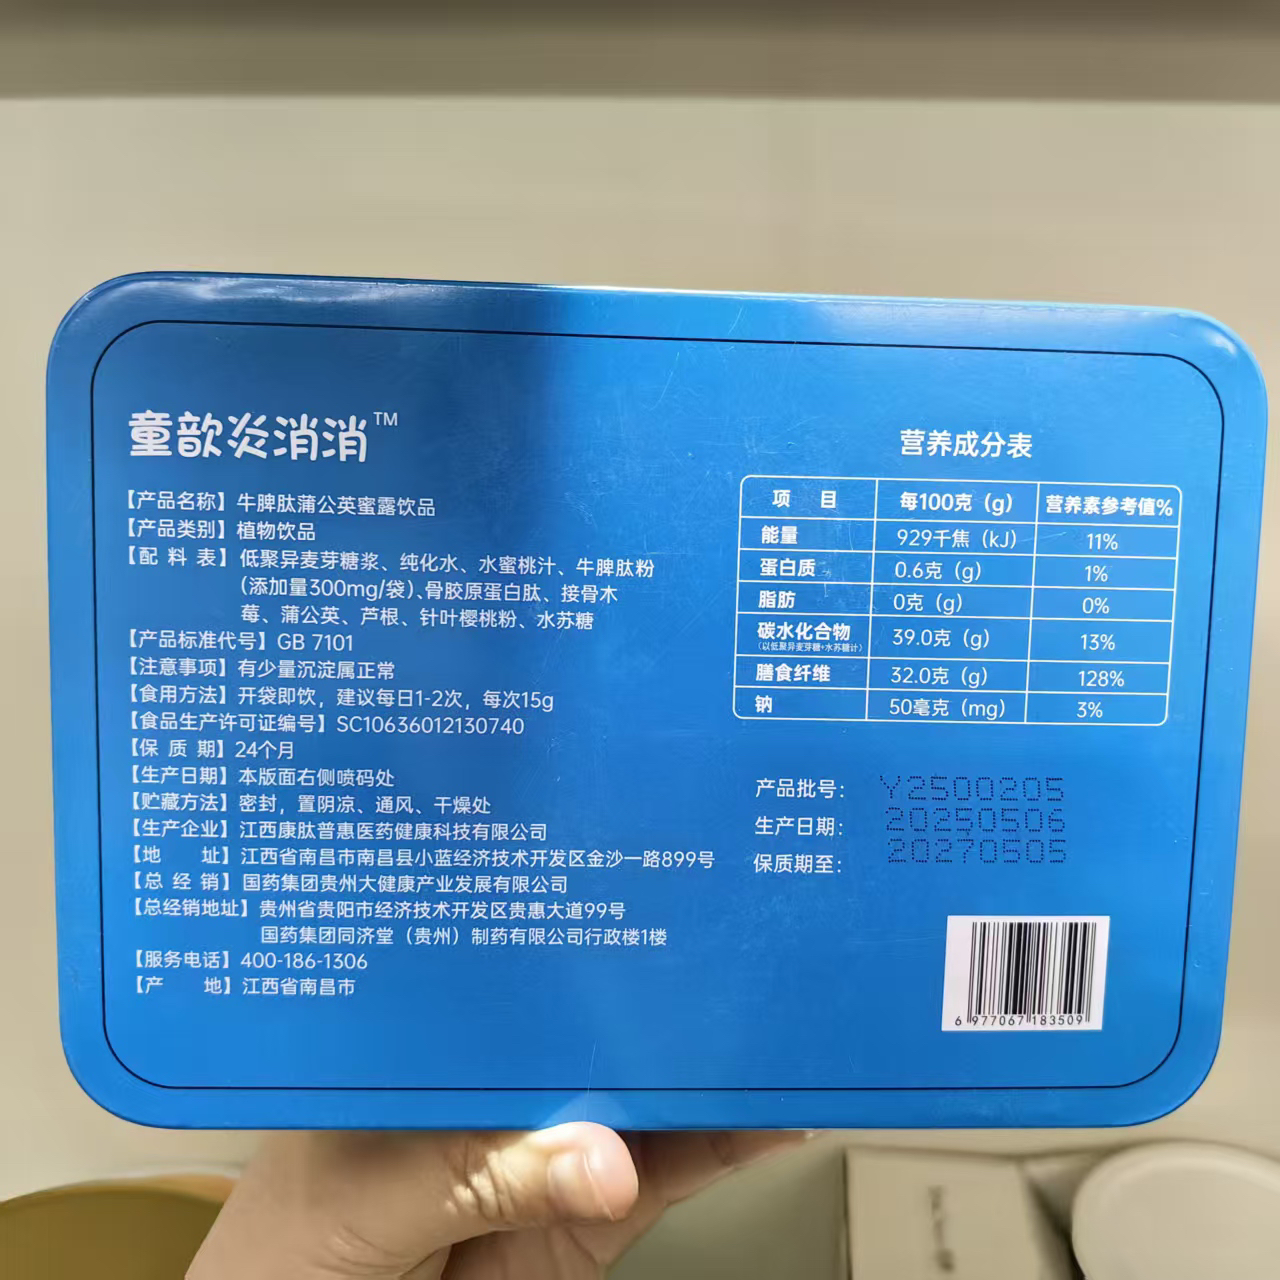 童歆炎消消™
【产品名称】牛脾肽蒲公英蜜露饮品
【产品类别】植物饮品
【配 料 表】低聚异麦芽糖浆、纯化水、水蜜桃汁、牛脾肽粉
（添加量300mg/袋）、骨胶原蛋白肽、接骨木
莓、蒲公英、芦根、针叶樱桃粉、水苏糖
【产品标准代号】GB 7101
【注意事项】有少量沉淀属正常
【食用方法】开袋即饮，建议每日1-2次，每次15g
【食品生产许可证编号】SC10636012130740
【保 质 期】24个月
【生产日期】本版面右侧喷码处
【贮藏方法】密封，置阴凉、通风、干燥处
【生产企业】江西康肽普惠医药健康科技有限公司
【地 址】江西省南昌市南昌县小蓝经济技术开发区金沙一路899号
【总 经 销】国药集团贵州大健康产业发展有限公司
【总经销地址】贵州省贵阳市经济技术开发区贵惠大道99号
国药集团同济堂（贵州）制药有限公司行政楼1楼
【服务电话】400-186-1306
【产 地】江西省南昌市
营养成分表
项 目 每100克（g） 营养素参考值%
能量 929千焦（kJ） 11%
蛋白质 0.6克（g） 1%
脂肪 0克（g） 0%
碳水化合物 39.0克（g） 13%
（以低聚异麦芽糖+水苏糖计）
膳食纤维 32.0克（g） 128%
钠 50毫克（mg） 3%
产品批号： Y2500205
生产日期： 20250506
保质期至： 20270505
6 977067 183509